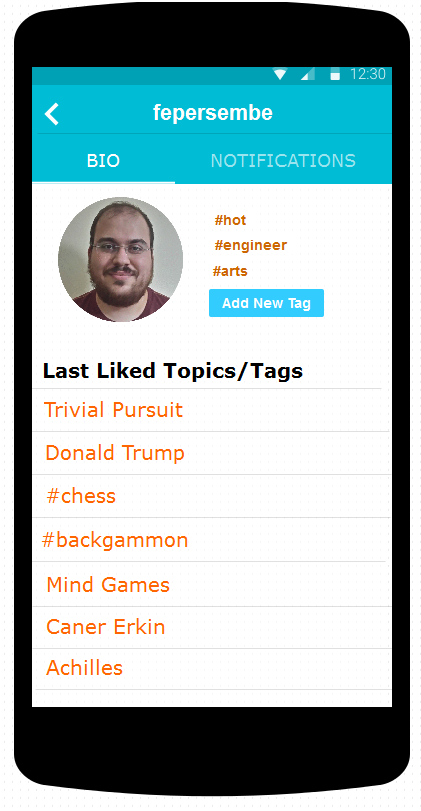 12:30
fepersembe
BIO NOTIFICATIONS
#hot
#engineer
#arts
Add New Tag
Last Liked Topics/Tags
Trivial Pursuit
Donald Trump
#chess
#backgammon
Mind Games
Caner Erkin
Achilles